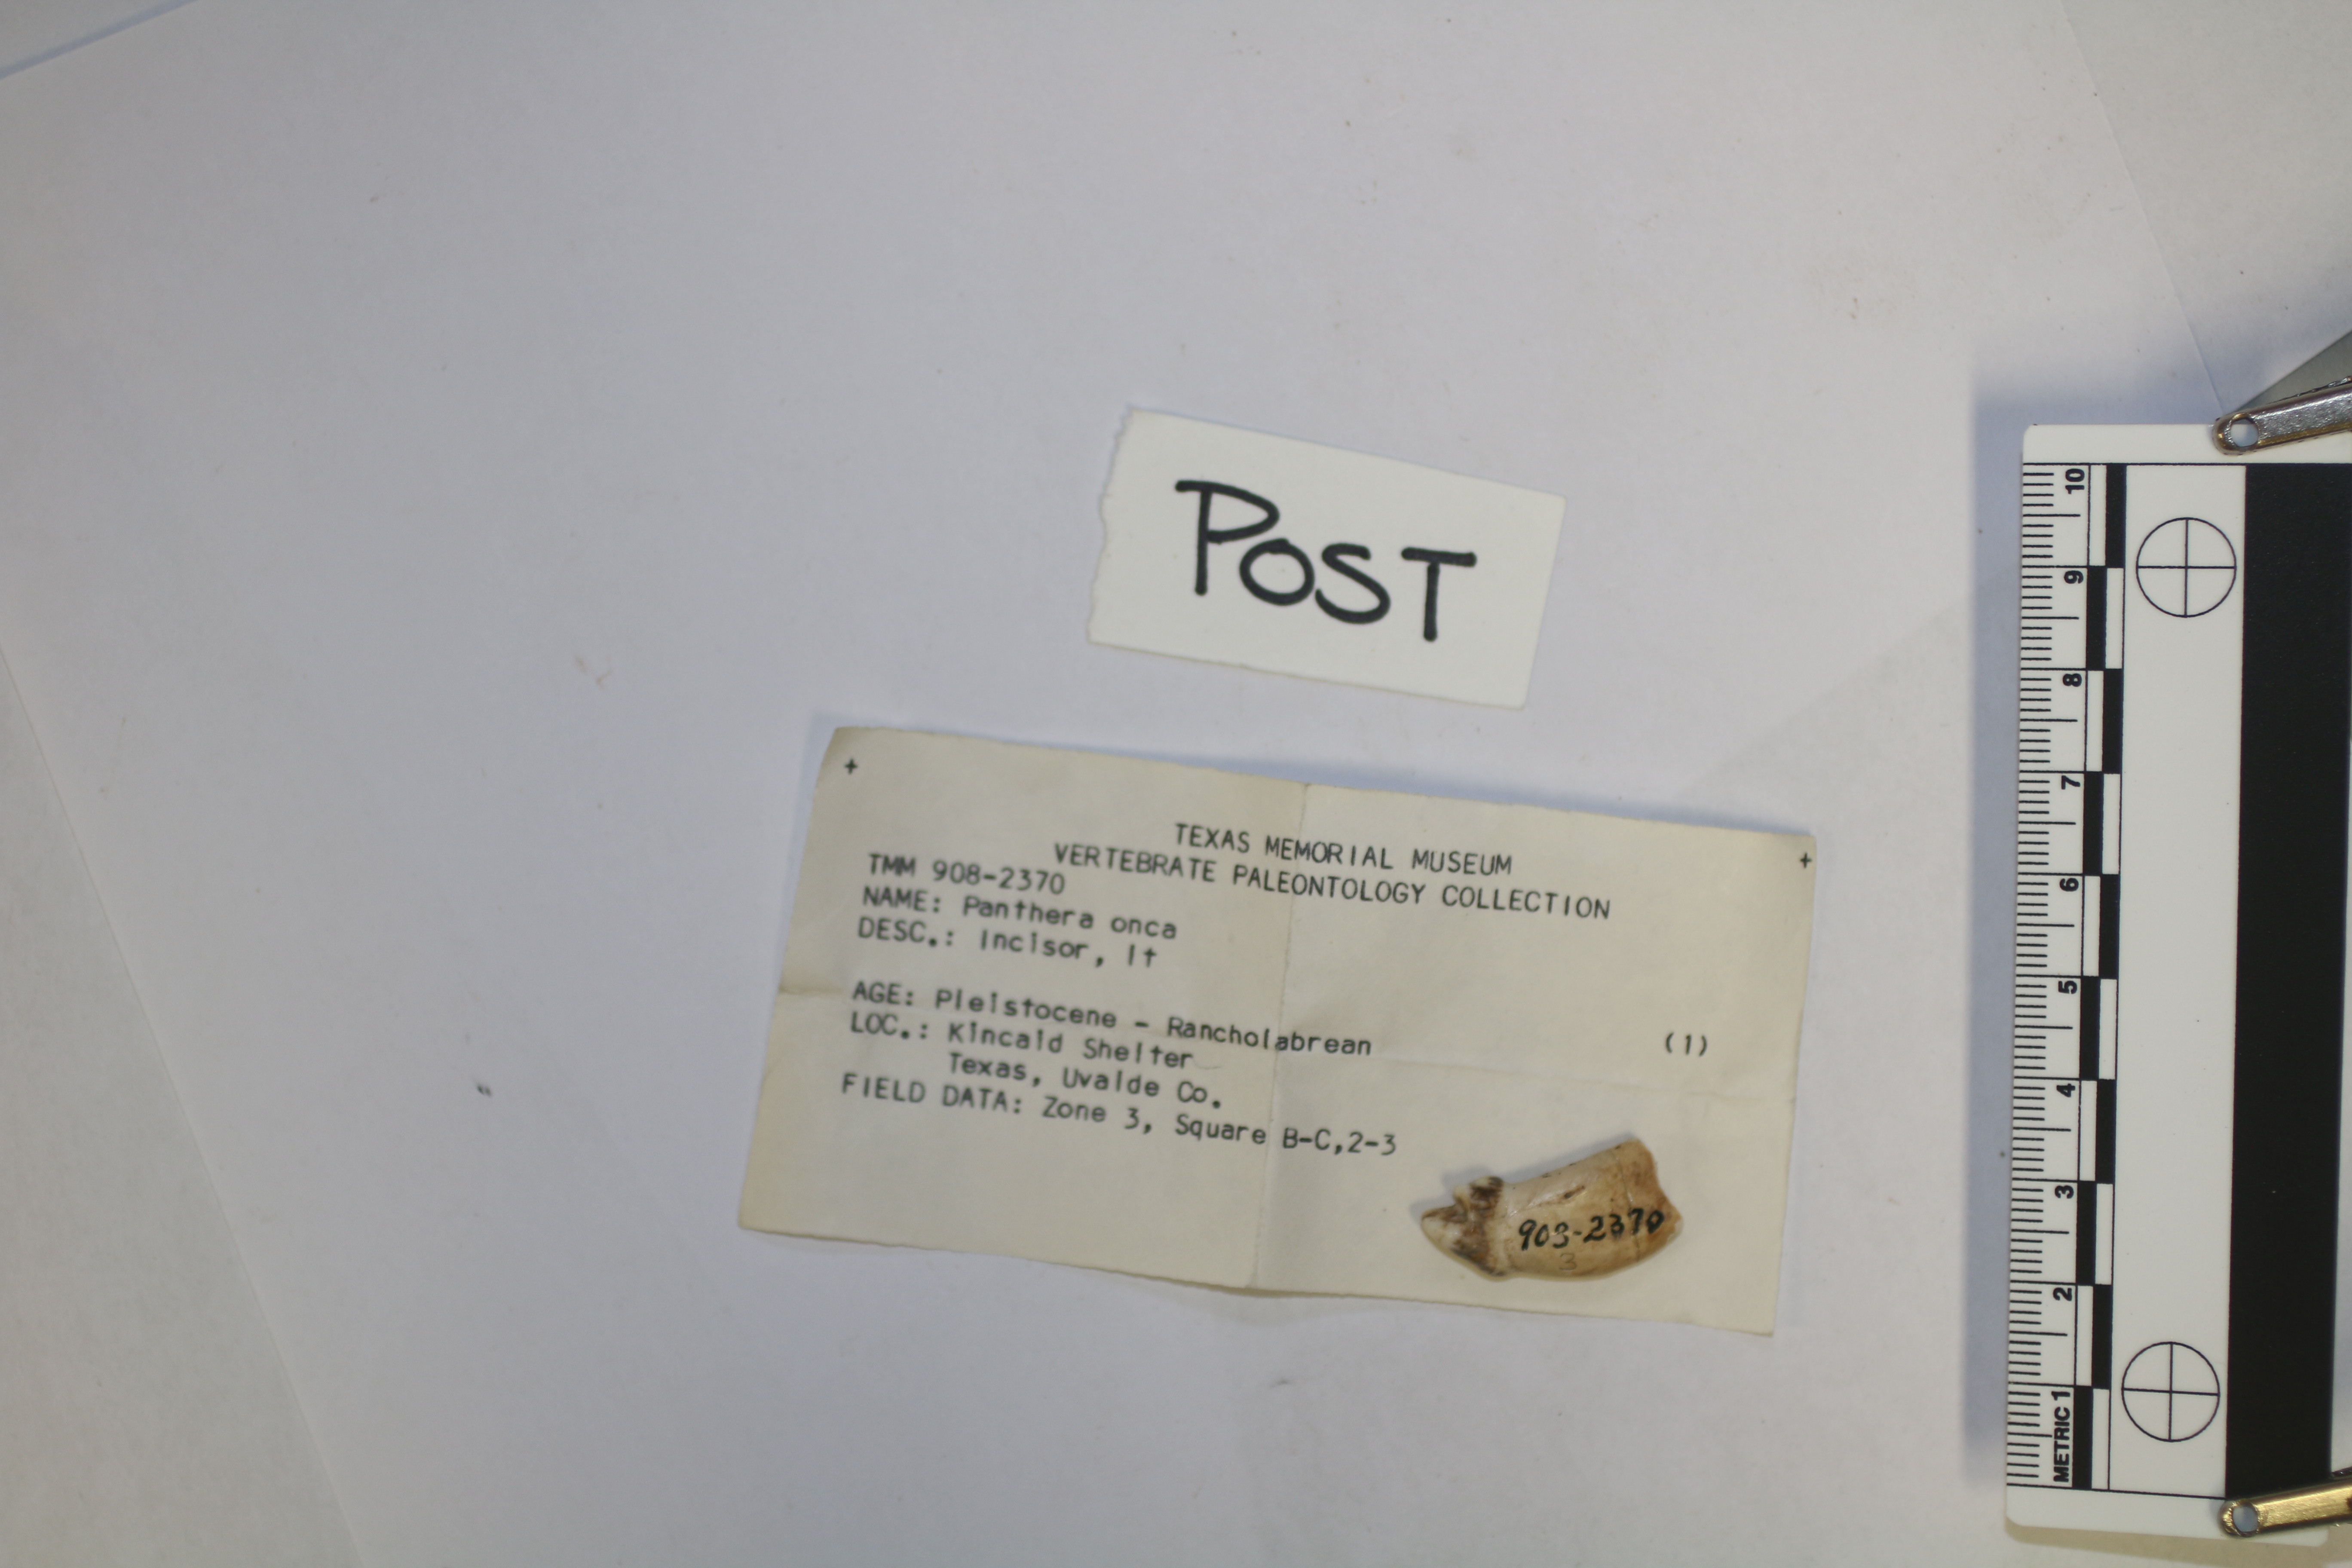 TEXAS MEMORIAL MUSEUM
VERTEBRATE PALEONTOLOGY COLLECTION
TMM 908-2370
NAME: Panthera onca
DESC.: Incisor, lt
(1)
AGE: Pleistocene - Rancholabrean
LOC.: Kincaid Shelter
Texas, Uvalde Co.
FIELD DATA: Zone 3, Square B-C,2-3
908-2370
3
POST
METRIC 1 2 3 4 5 6 7 8 9 10